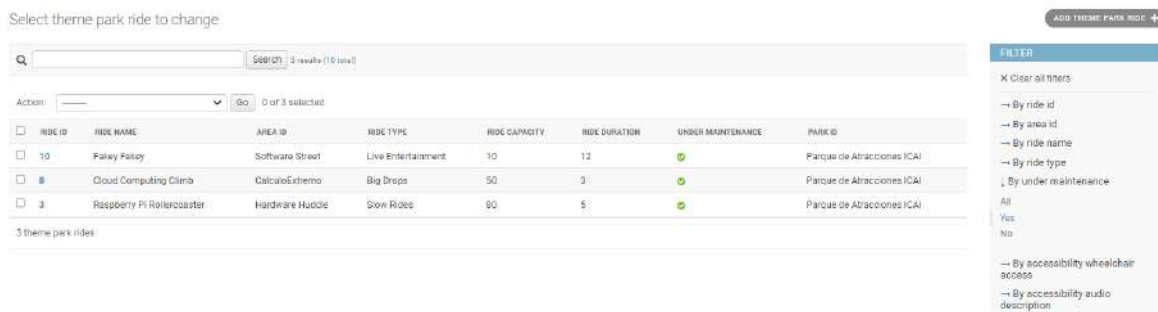 Select theme park ride to change
ADD THEME PARK RIDE +
Search 3 results (10 total)
Action: -------- Go 0 of 3 selected
RIDE ID RIDE NAME AREA ID RIDE TYPE RIDE CAPACITY RIDE DURATION UNDER MAINTENANCE PARK ID
10 Fakey Fakey Software Street Live Entertainment 10 12 Parque de Atracciones ICAI
8 Cloud Computing Climb CalculoExtremo Big Drops 50 3 Parque de Atracciones ICAI
3 Raspberry Pi Rollercoaster Hardware Huddle Slow Rides 80 5 Parque de Atracciones ICAI
3 theme park rides
FILTER
X Clear all filters
→ By ride id
→ By area id
→ By ride name
→ By ride type
↓ By under maintenance
All
Yes
No
→ By accessibility wheelchair
access
→ By accessibility audio
description